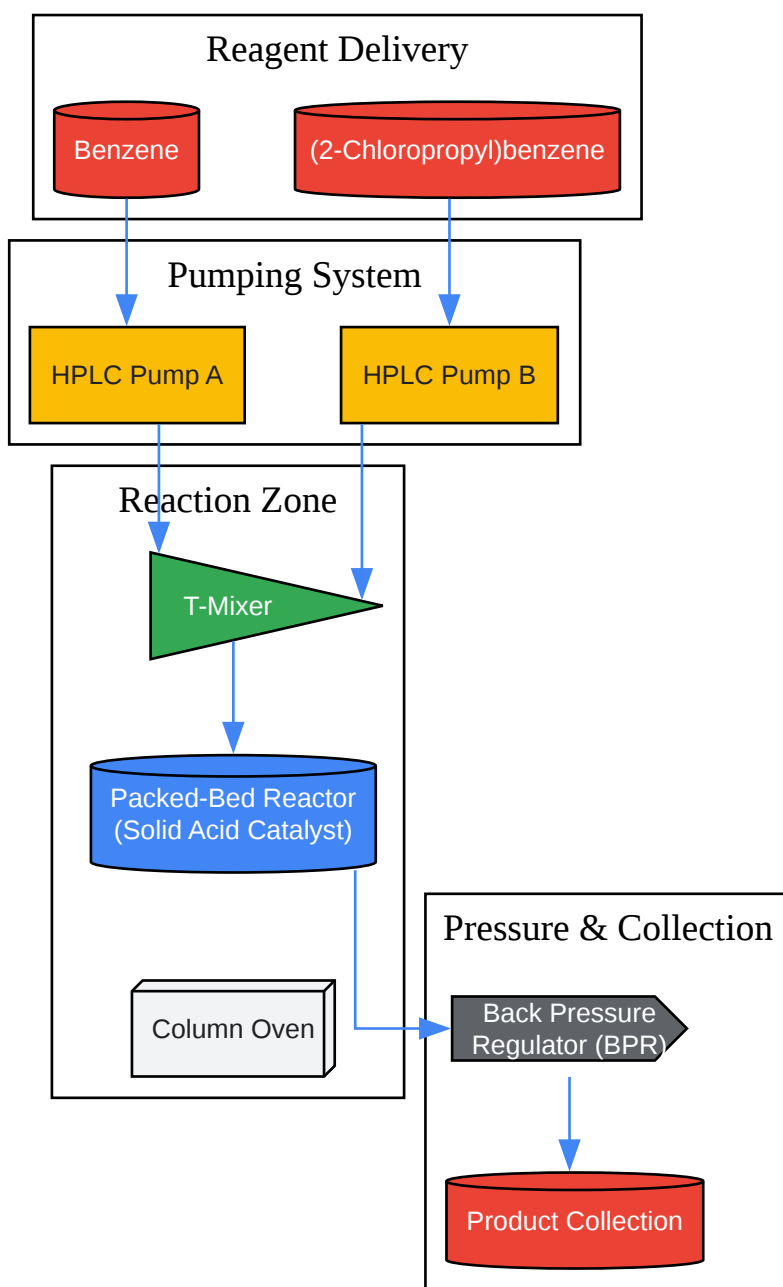 Reagent Delivery
Benzene
(2-Chloropropyl)benzene
Pumping System
HPLC Pump A
HPLC Pump B
Reaction Zone
T-Mixer
Packed-Bed Reactor
(Solid Acid Catalyst)
Column Oven
Pressure & Collection
Back Pressure
Regulator (BPR)
Product Collection